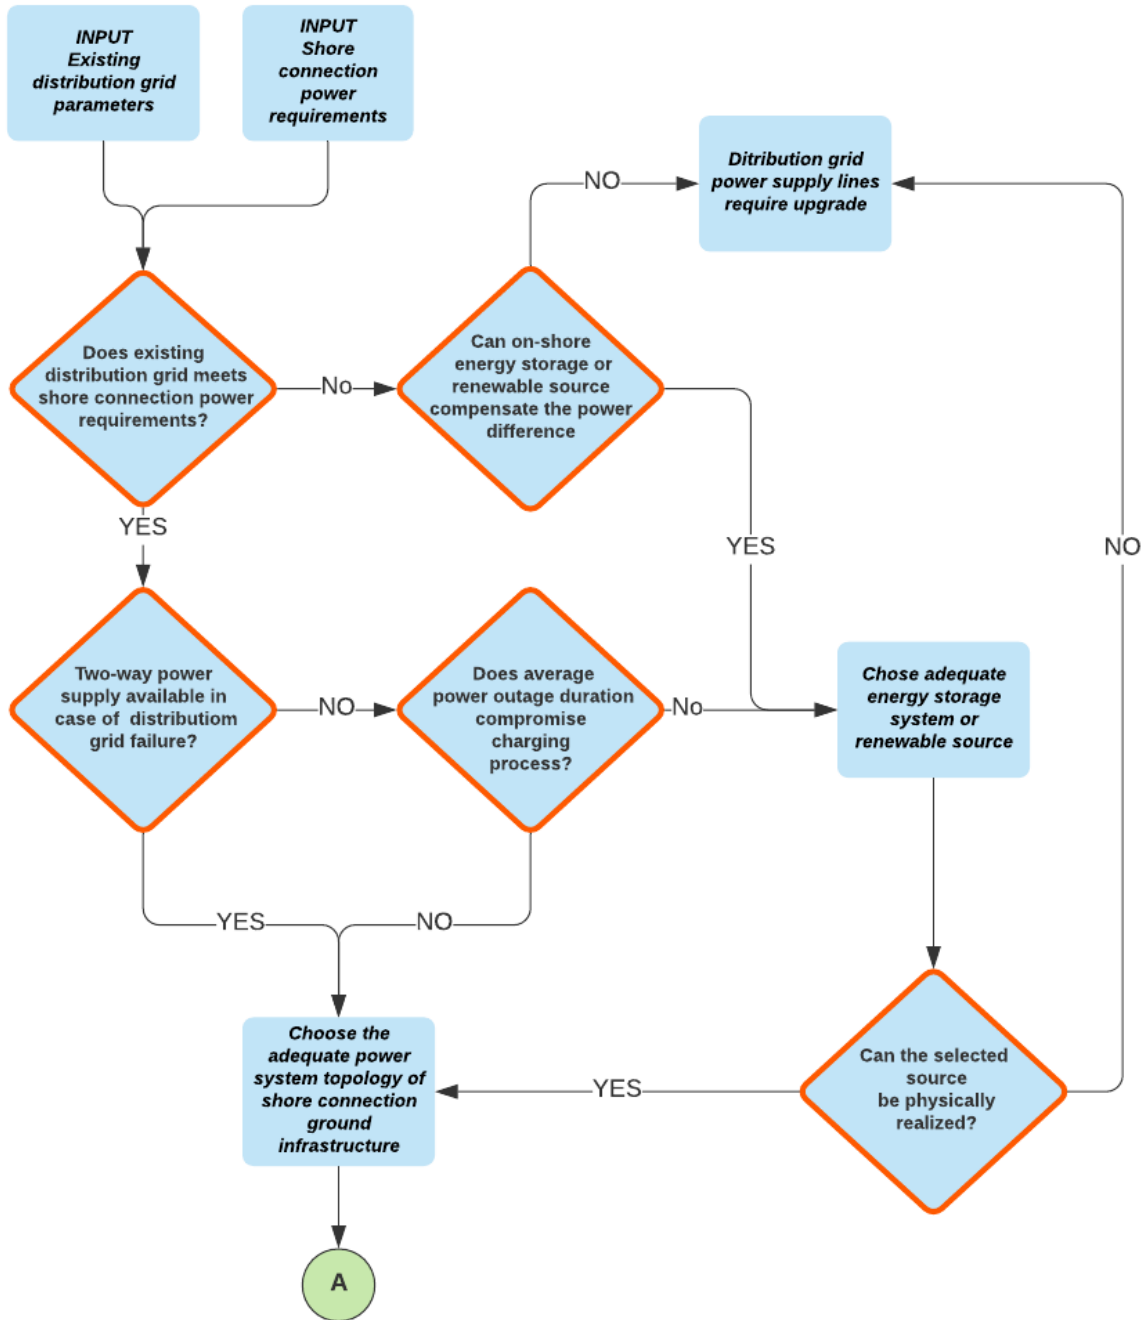 INPUT
Existing
distribution grid
parameters
INPUT
Shore
connection
power
requirements
Ditribution grid
power supply lines
require upgrade
NO
Does existing
distribution grid meets
shore connection power
requirements?
No
Can on-shore
energy storage or
renewable source
compensate the power
difference
YES
YES
NO
Two-way power
supply available in
case of distributiom
grid failure?
NO
Does average
power outage duration
compromise
charging
process?
No
Chose adequate
energy storage
system or
renewable source
YES
NO
Choose the
adequate power
system topology of
shore connection
ground
infrastructure
YES
Can the selected
source
be physically
realized?
A